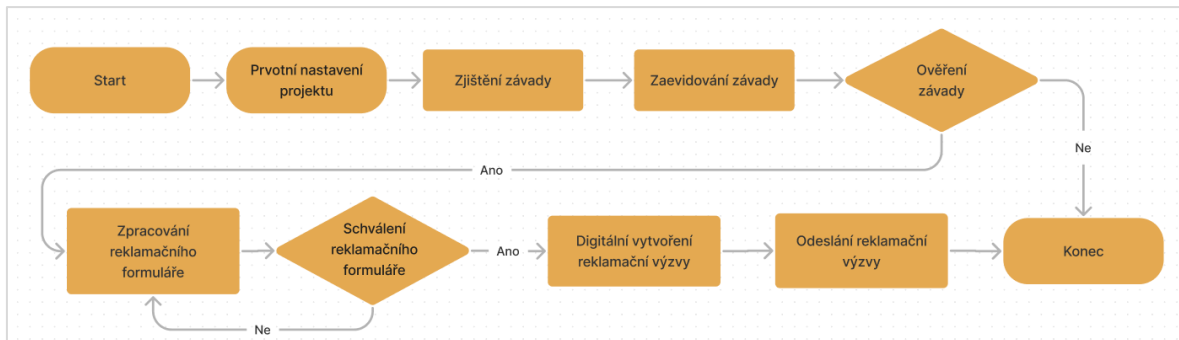 Start
Prvotní nastavení
projektu
Zjištění závady
Zaevidování závady
Ověření
závady
Ne
Ano
Zpracování
reklamačního
formuláře
Schválení
reklamačního
formuláře
Ano
Digitální vytvoření
reklamační výzvy
Odeslání reklamační
výzvy
Konec
Ne